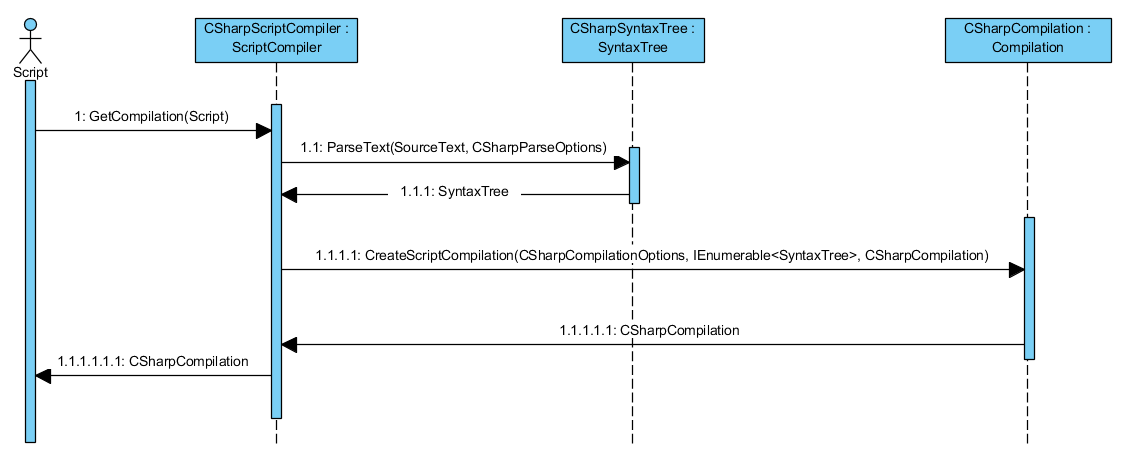 CSharpScriptCompiler :
ScriptCompiler
CSharpSyntaxTree :
SyntaxTree
CSharpCompilation :
Compilation
Script
1: GetCompilation(Script)
1.1: ParseText(SourceText, CSharpParseOptions)
1.1.1: SyntaxTree
1.1.1.1: CreateScriptCompilation(CSharpCompilationOptions, IEnumerable<SyntaxTree>, CSharpCompilation)
1.1.1.1.1: CSharpCompilation
1.1.1.1.1.1: CSharpCompilation